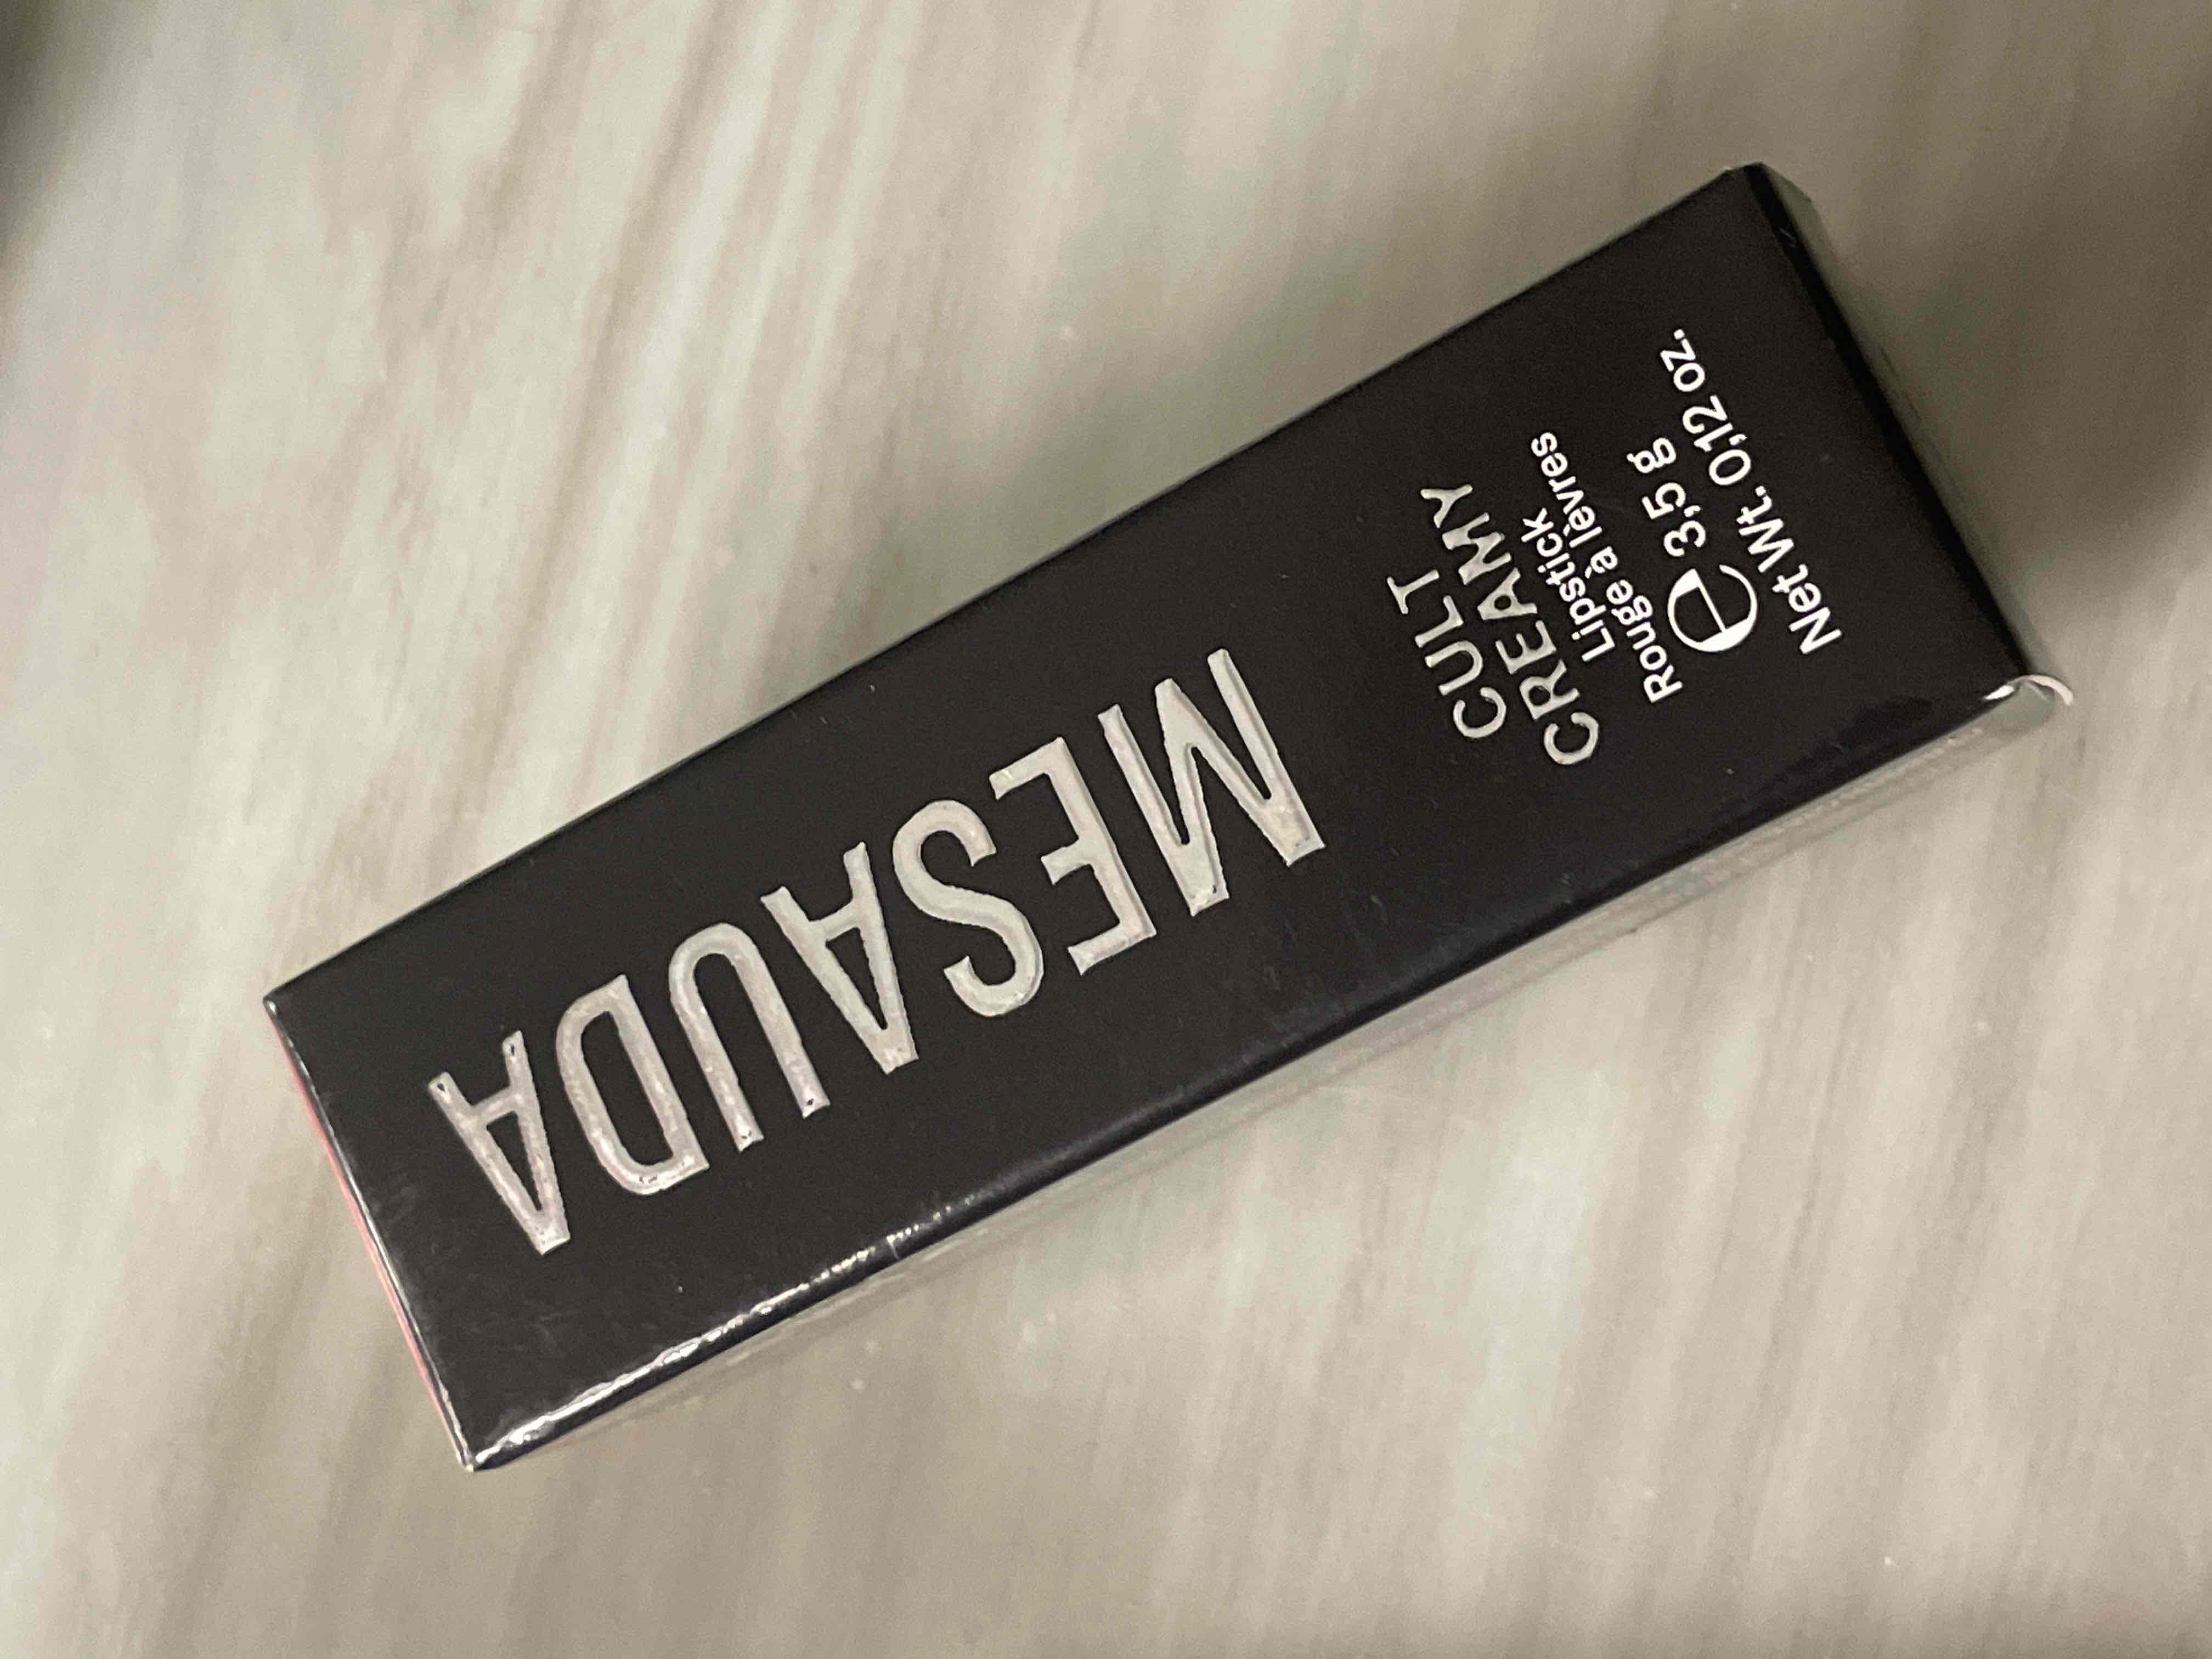 MESAUDA
CULT
CREAMY
Lipstick
Rouge à lèvres
℮ 3,5 g
Net Wt. 0,12 oz.